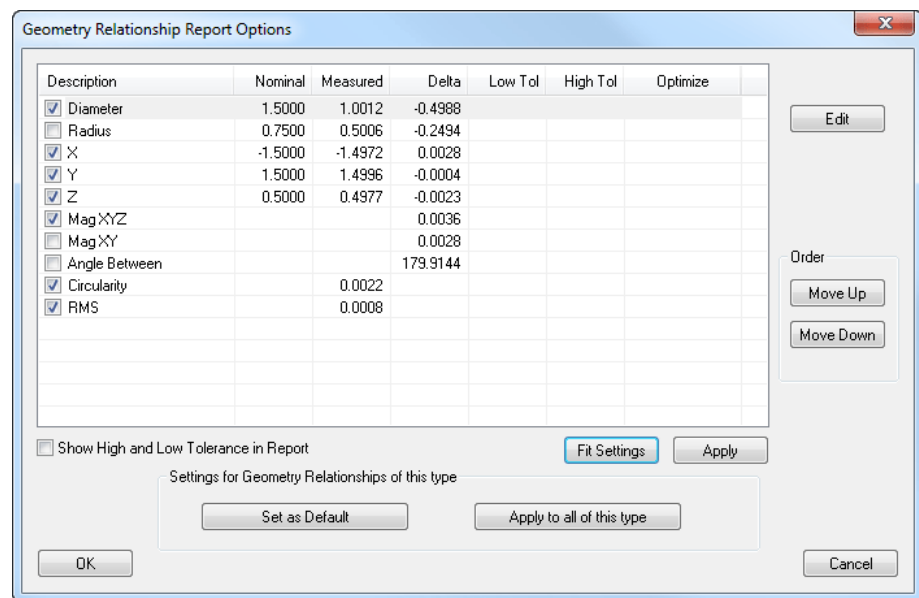 Geometry Relationship Report Options
X
Description Nominal Measured Delta Low Tol High Tol Optimize
Diameter 1.5000 1.0012 -0.4988
Radius 0.7500 0.5006 -0.2494
X -1.5000 -1.4972 0.0028
Y 1.5000 1.4996 -0.0004
Z 0.5000 0.4977 -0.0023
Mag XYZ 0.0036
Mag XY 0.0028
Angle Between 179.9144
Circularity 0.0022
RMS 0.0008
Edit
Order
Move Up
Move Down
Show High and Low Tolerance in Report
Fit Settings
Apply
Settings for Geometry Relationships of this type
Set as Default
Apply to all of this type
OK
Cancel